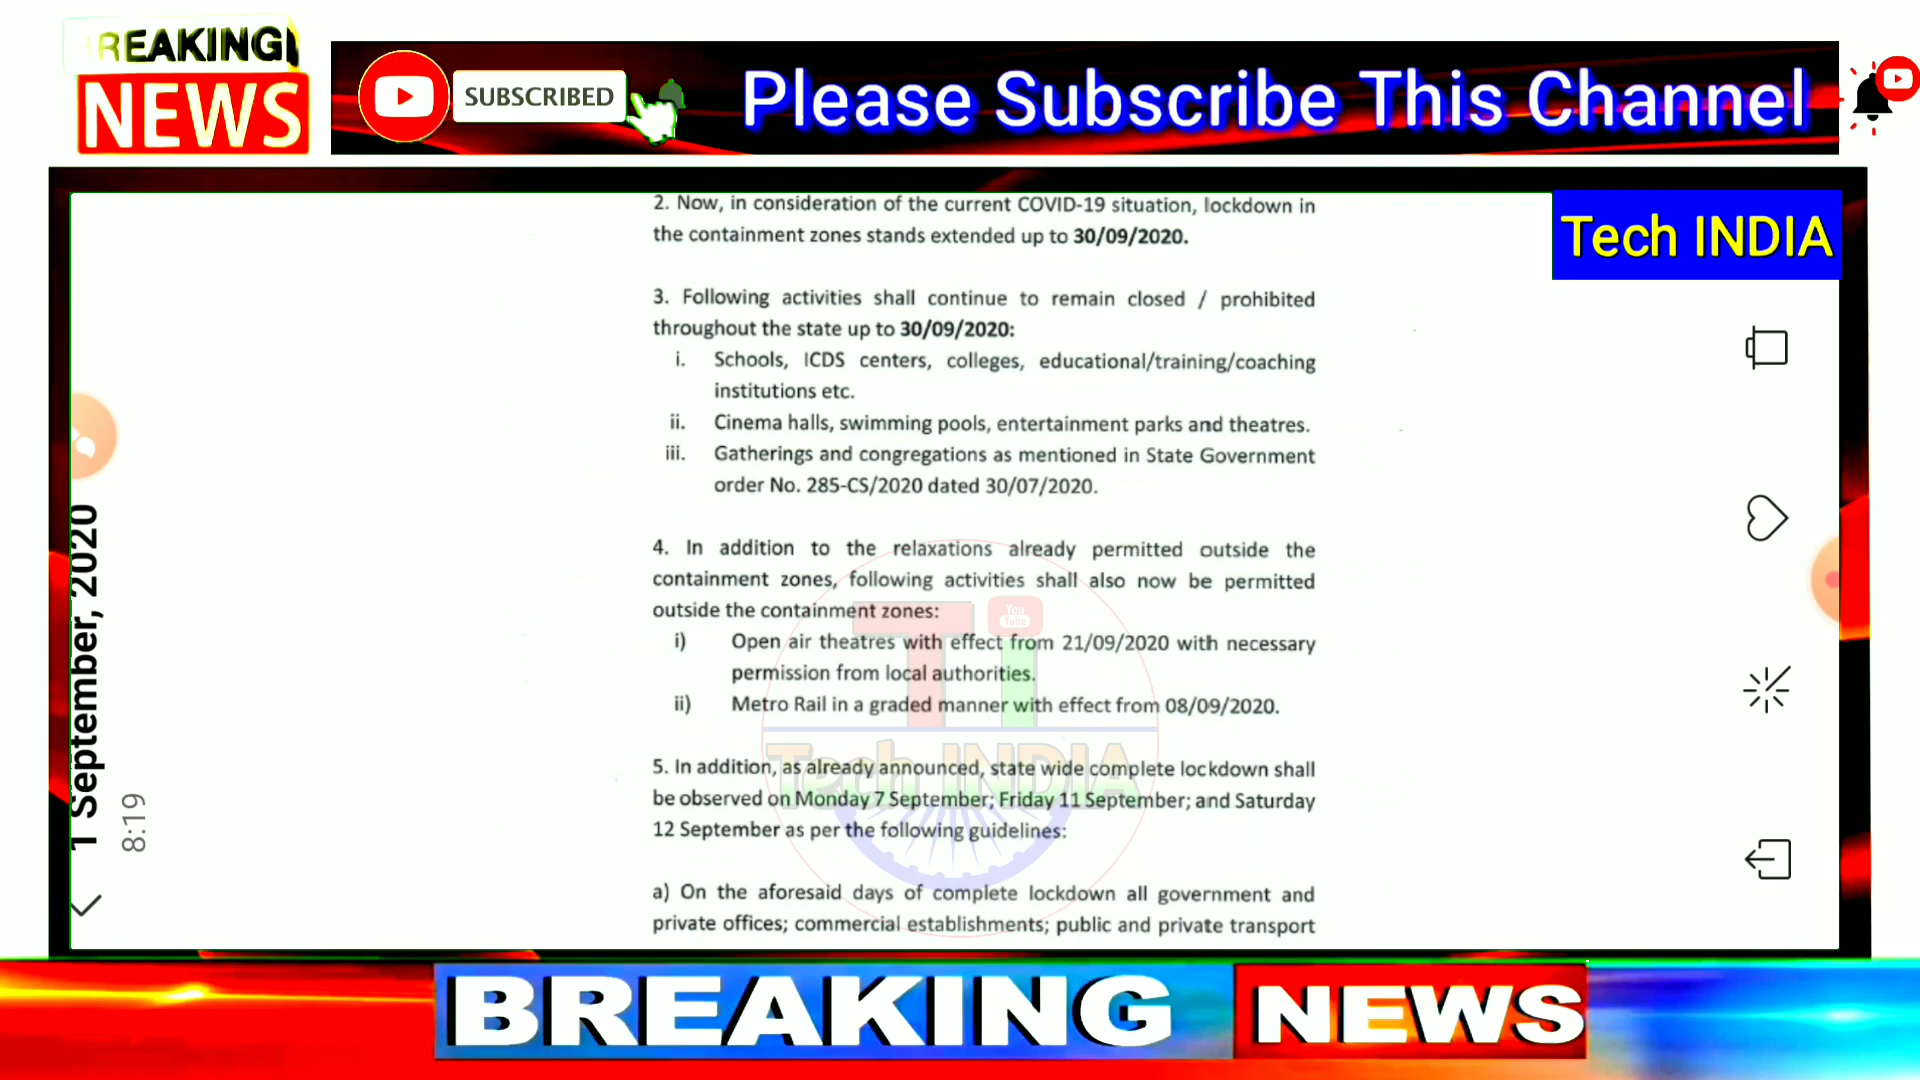 BREAKING
NEWS
SUBSCRIBED
Please Subscribe This Channel
Tech INDIA
2. Now, in consideration of the current COVID-19 situation, lockdown in
the containment zones stands extended up to 30/09/2020.
3. Following activities shall continue to remain closed / prohibited
throughout the state up to 30/09/2020:
i. Schools, ICDS centers, colleges, educational/training/coaching
institutions etc.
ii. Cinema halls, swimming pools, entertainment parks and theatres.
iii. Gatherings and congregations as mentioned in State Government
order No. 285-CS/2020 dated 30/07/2020.
4. In addition to the relaxations already permitted outside the
containment zones, following activities shall also now be permitted
outside the containment zones:
i) Open air theatres with effect from 21/09/2020 with necessary
permission from local authorities.
ii) Metro Rail in a graded manner with effect from 08/09/2020.
5. In addition, as already announced, state wide complete lockdown shall
be observed on Monday 7 September; Friday 11 September; and Saturday
12 September as per the following guidelines:
a) On the aforesaid days of complete lockdown all government and
private offices; commercial establishments; public and private transport
1 September, 2020
8:19
TI
You
Tube
Tech INDIA
BREAKING NEWS